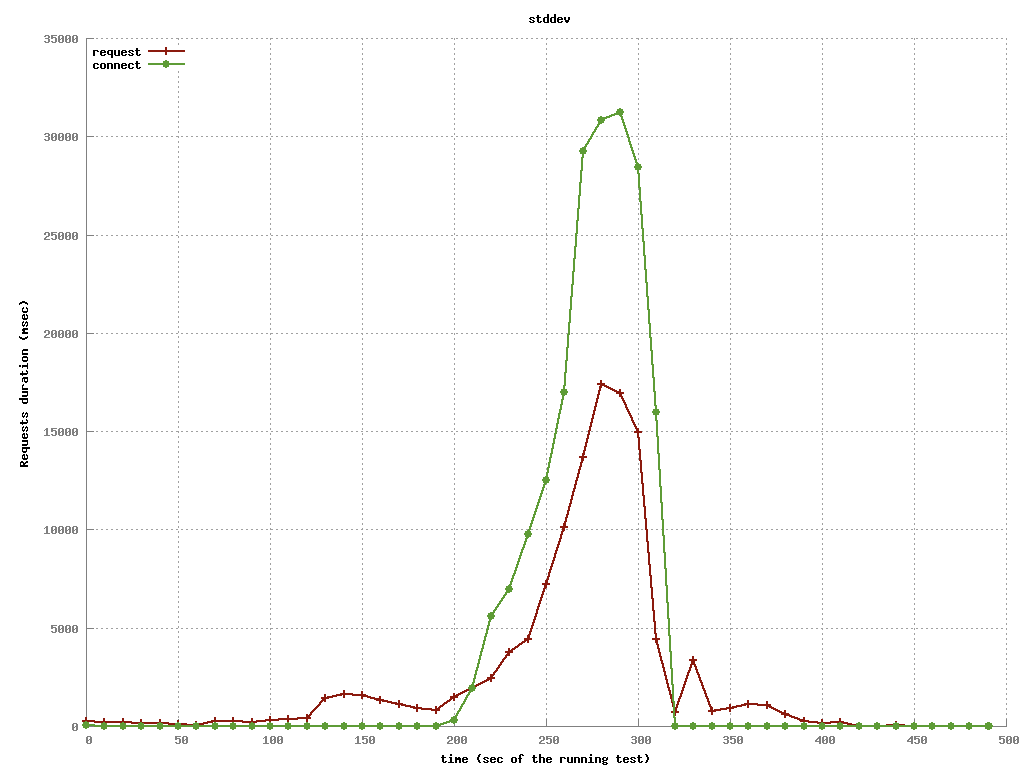 stddev
35000
request
connect
30000
25000
20000
15000
10000
5000
0
Requests duration (msec)
0 50 100 150 200 250 300 350 400 450 500
time (sec of the running test)